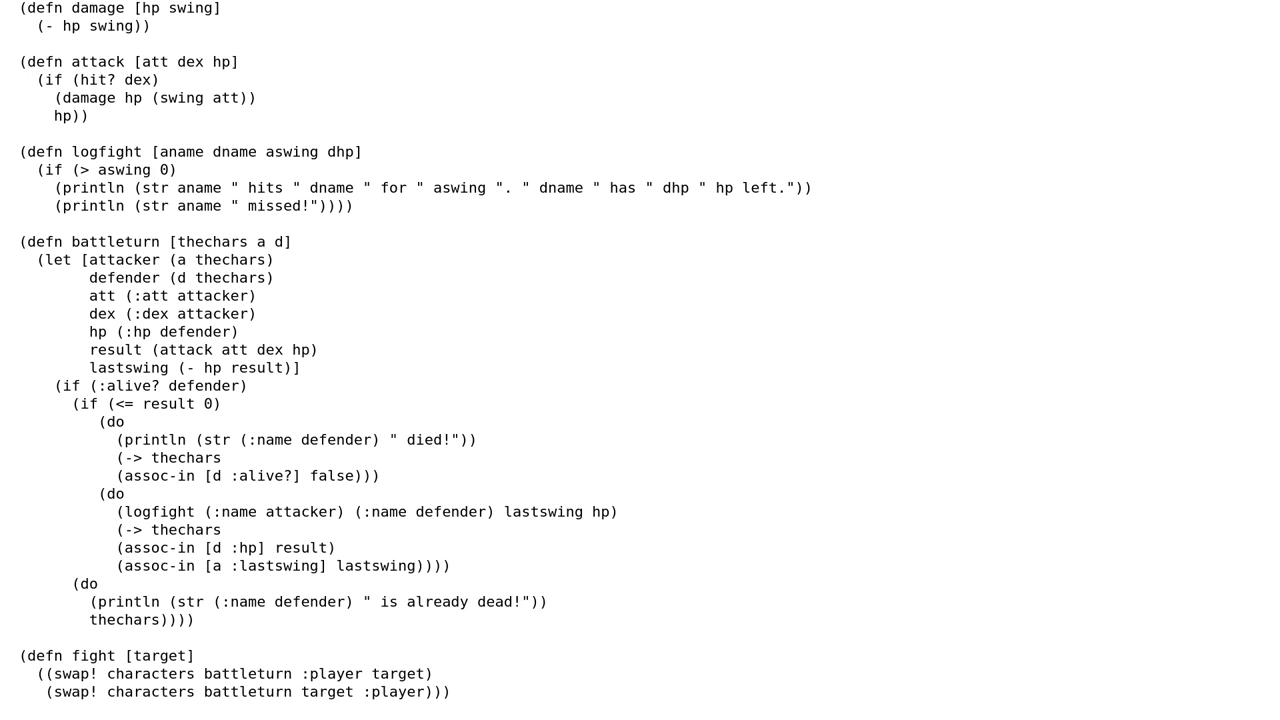 (defn damage [hp swing]
  (- hp swing))

(defn attack [att dex hp]
  (if (hit? dex)
    (damage hp (swing att))
    hp))

(defn logfight [aname dname aswing dhp]
  (if (> aswing 0)
    (println (str aname " hits " dname " for " aswing ". " dname " has " dhp " hp left."))
    (println (str aname " missed!"))))

(defn battleturn [thechars a d]
  (let [attacker (a thechars)
        defender (d thechars)
        att (:att attacker)
        dex (:dex attacker)
        hp (:hp defender)
        result (attack att dex hp)
        lastswing (- hp result)]
    (if (:alive? defender)
      (if (<= result 0)
         (do
           (println (str (:name defender) " died!"))
           (-> thechars
           (assoc-in [d :alive?] false)))
         (do
           (logfight (:name attacker) (:name defender) lastswing hp)
           (-> thechars
           (assoc-in [d :hp] result)
           (assoc-in [a :lastswing] lastswing))))
      (do
        (println (str (:name defender) " is already dead!"))
        thechars))))

(defn fight [target]
  ((swap! characters battleturn :player target)
   (swap! characters battleturn target :player)))